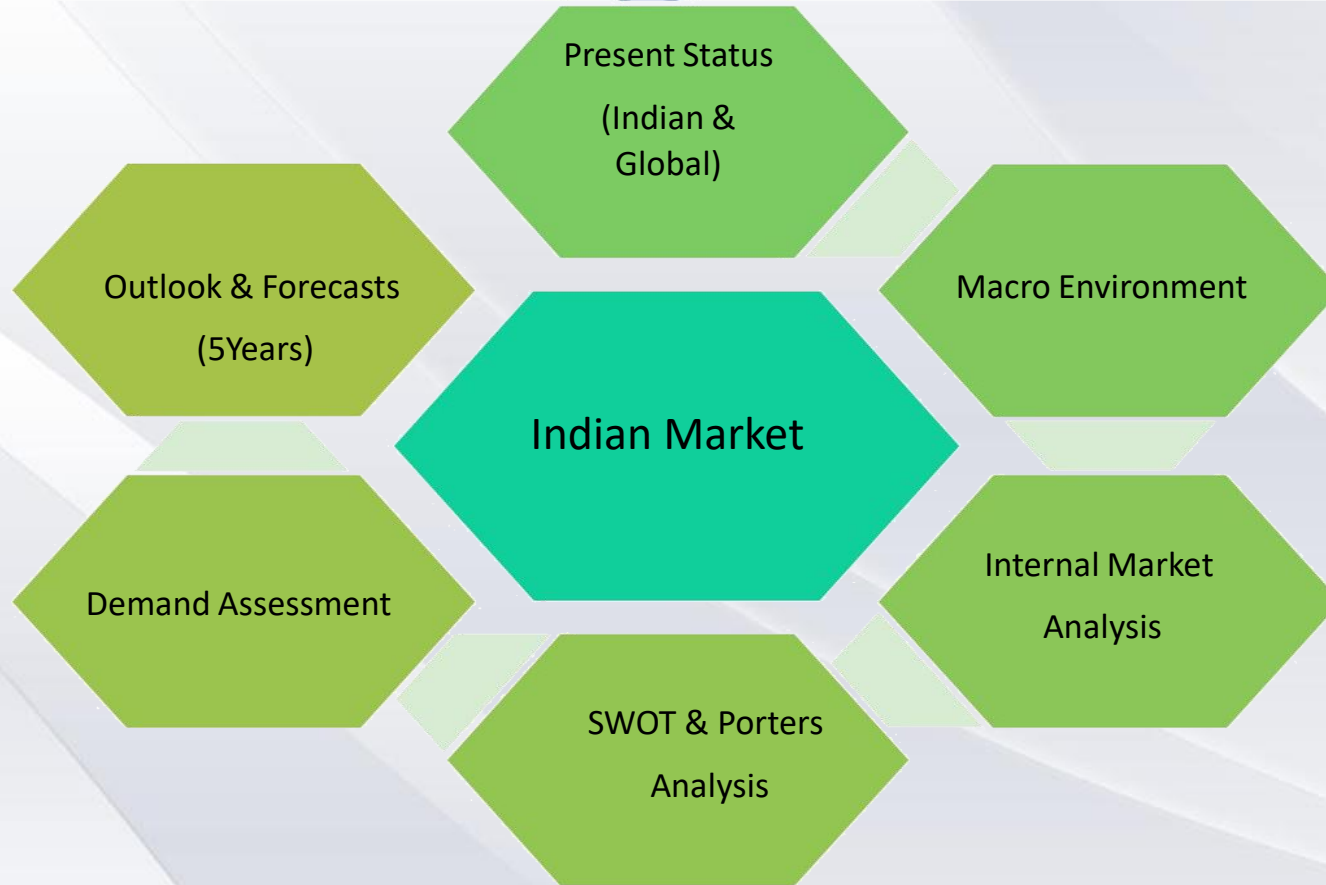 Present Status
(Indian &
Global)
Macro Environment
Internal Market
Analysis
SWOT & Porters
Analysis
Demand Assessment
Outlook & Forecasts
(5Years)
Indian Market